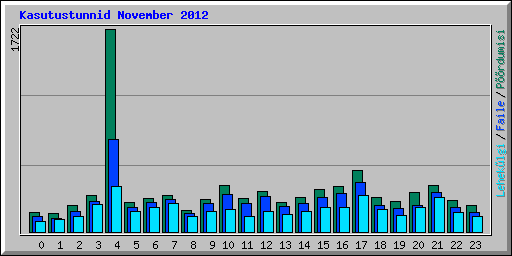 Kasutustunnid November 2012
1722
Lehekülgi / Faile / Pöördumisi
0 1 2 3 4 5 6 7 8 9 10 11 12 13 14 15 16 17 18 19 20 21 22 23